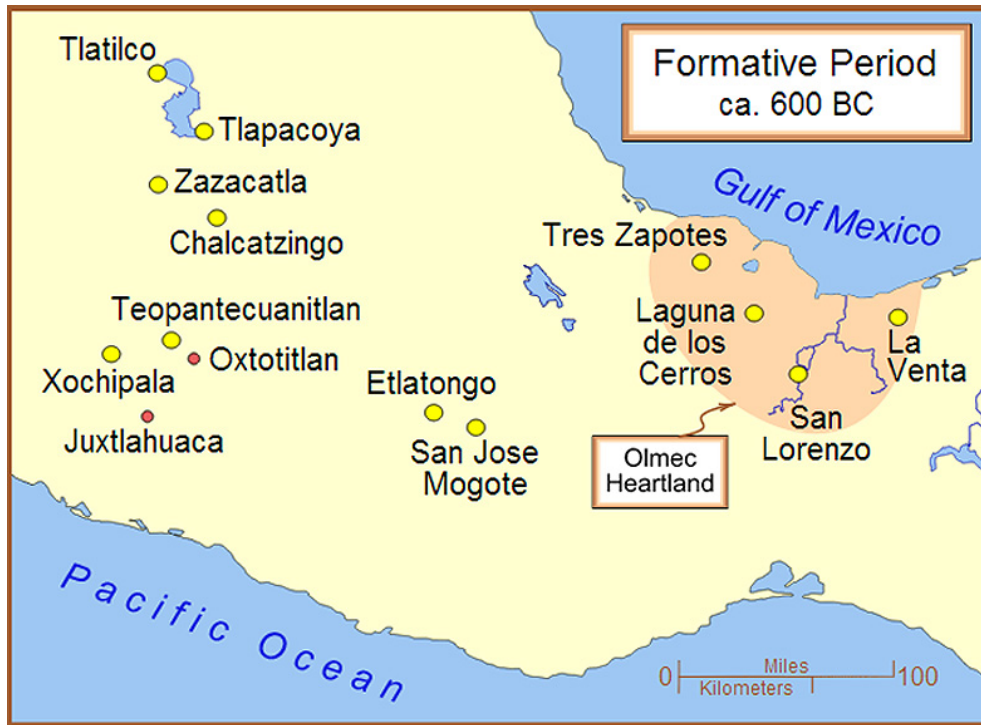 Tlatilco
Formative Period
ca. 600 BC
Tlapacoya
Zazacatla
Gulf of Mexico
Chalcatzingo
Tres Zapotes
Teopantecuanitlan
Laguna
de los
Cerros
La
Venta
Oxtotitlan
Xochipala
Etlatongo
Juxtlahuaca
San Jose
Mogote
San
Lorenzo
Olmec
Heartland
Pacific Ocean
0 Miles 100
Kilometers